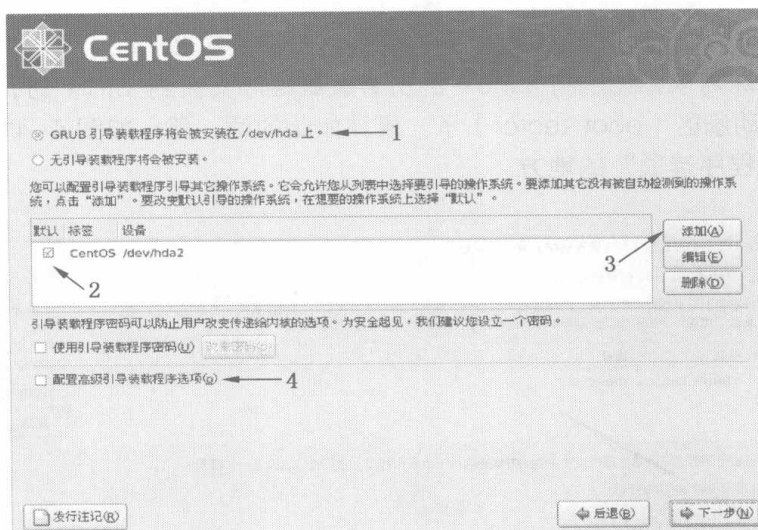 CentOS
GRUB 引导装载程序将会被安装在 /dev/hda 上。 1
无引导装载程序将会被安装。
您可以配置引导装载程序引导其它操作系统。它会允许您从列表中选择要引导的操作系统。要添加其它没有被自动检测到的操作系
统，点击“添加”。要改变默认引导的操作系统，在想要的操作系统上选择“默认”。
默认 标签 设备
添加(A)
CentOS /dev/hda2
3
编辑(E)
2
删除(D)
引导装载程序密码可以防止用户改变传递给内核的选项。为安全起见，我们建议您设立一个密码。
使用引导装载程序密码(U)
配置高级引导装载程序选项(O) 4
发行注记(R)
后退(B)
下一步(N)